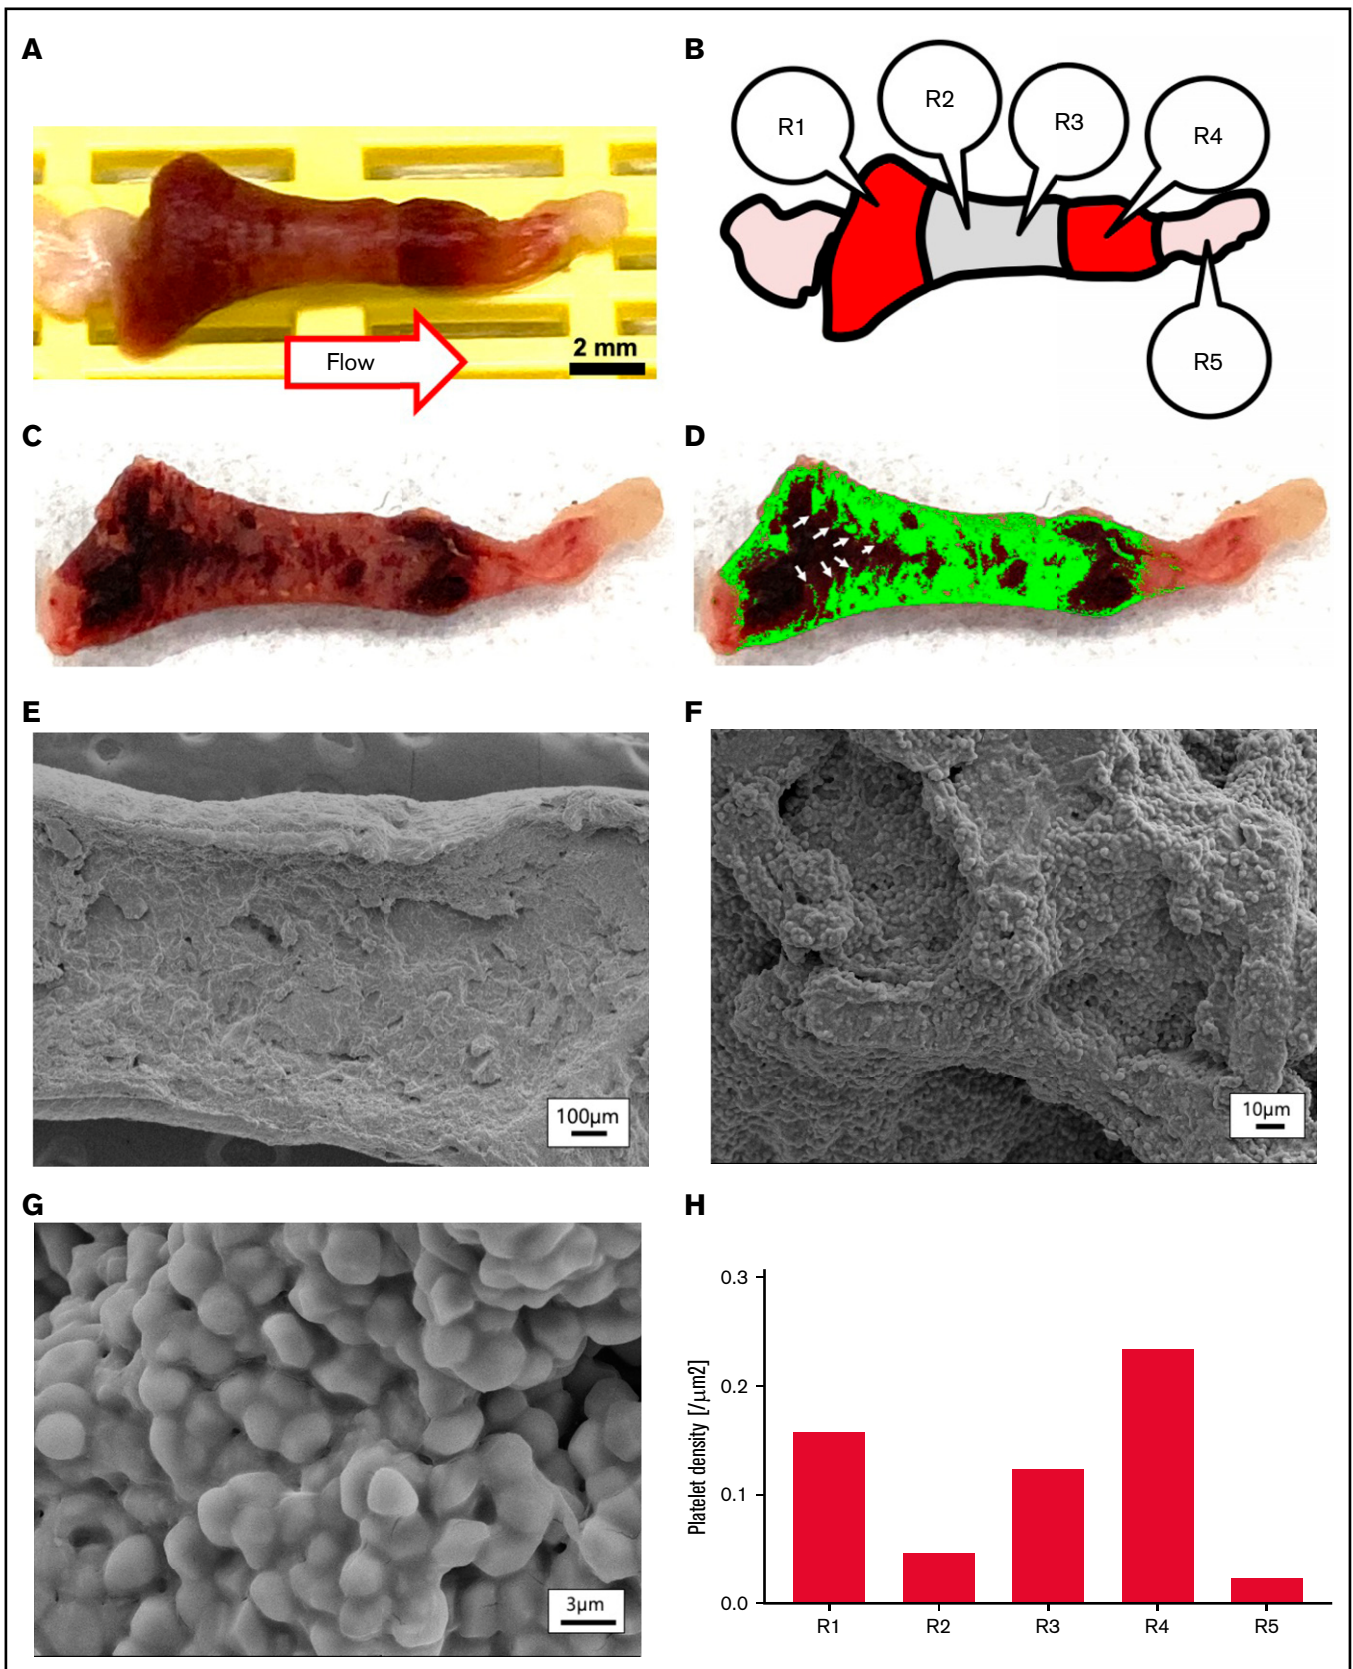 A
Flow
2 mm
B
R1
R2
R3
R4
R5
C
D
E
100μm
F
10μm
G
3μm
H
Platelet density [/μm2]
0.3
0.2
0.1
0.0
R1 R2 R3 R4 R5